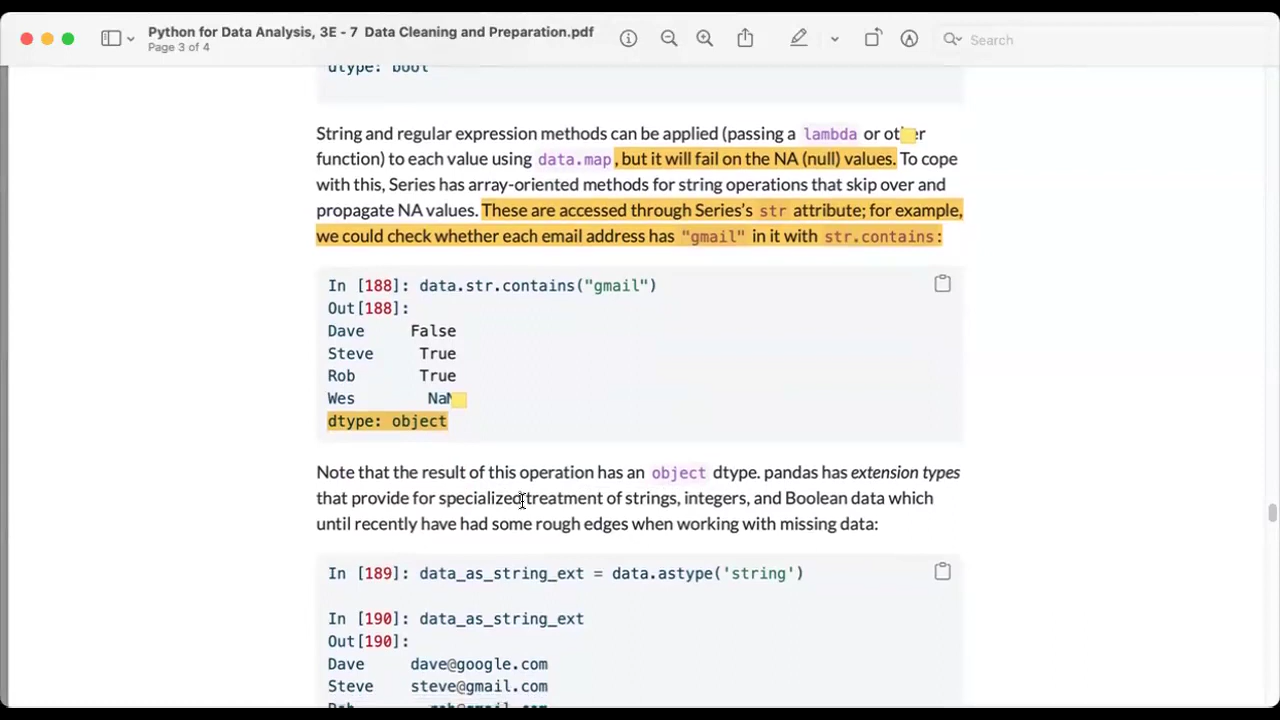 Python for Data Analysis, 3E - 7 Data Cleaning and Preparation.pdf
Page 3 of 4
Search
dtype: bool
String and regular expression methods can be applied (passing a lambda or other
function) to each value using data.map, but it will fail on the NA (null) values. To cope
with this, Series has array-oriented methods for string operations that skip over and
propagate NA values. These are accessed through Series’s str attribute; for example,
we could check whether each email address has "gmail" in it with str.contains:
In [188]: data.str.contains("gmail")
Out[188]:
Dave False
Steve True
Rob True
Wes NaN
dtype: object
Note that the result of this operation has an object dtype. pandas has extension types
that provide for specialized treatment of strings, integers, and Boolean data which
until recently have had some rough edges when working with missing data:
In [189]: data_as_string_ext = data.astype('string')
In [190]: data_as_string_ext
Out[190]:
Dave dave@google.com
Steve steve@gmail.com
Rob rob@gmail.com